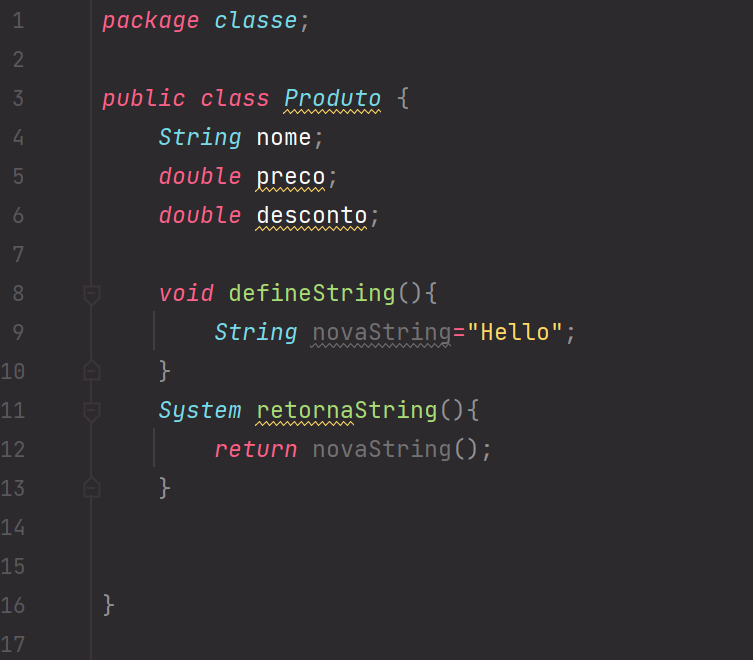 1 package classe;
2
3 public class Produto {
4     String nome;
5     double preco;
6     double desconto;
7
8     void defineString(){
9         String novaString="Hello";
10     }
11     System retornaString(){
12         return novaString();
13     }
14
15
16 }
17